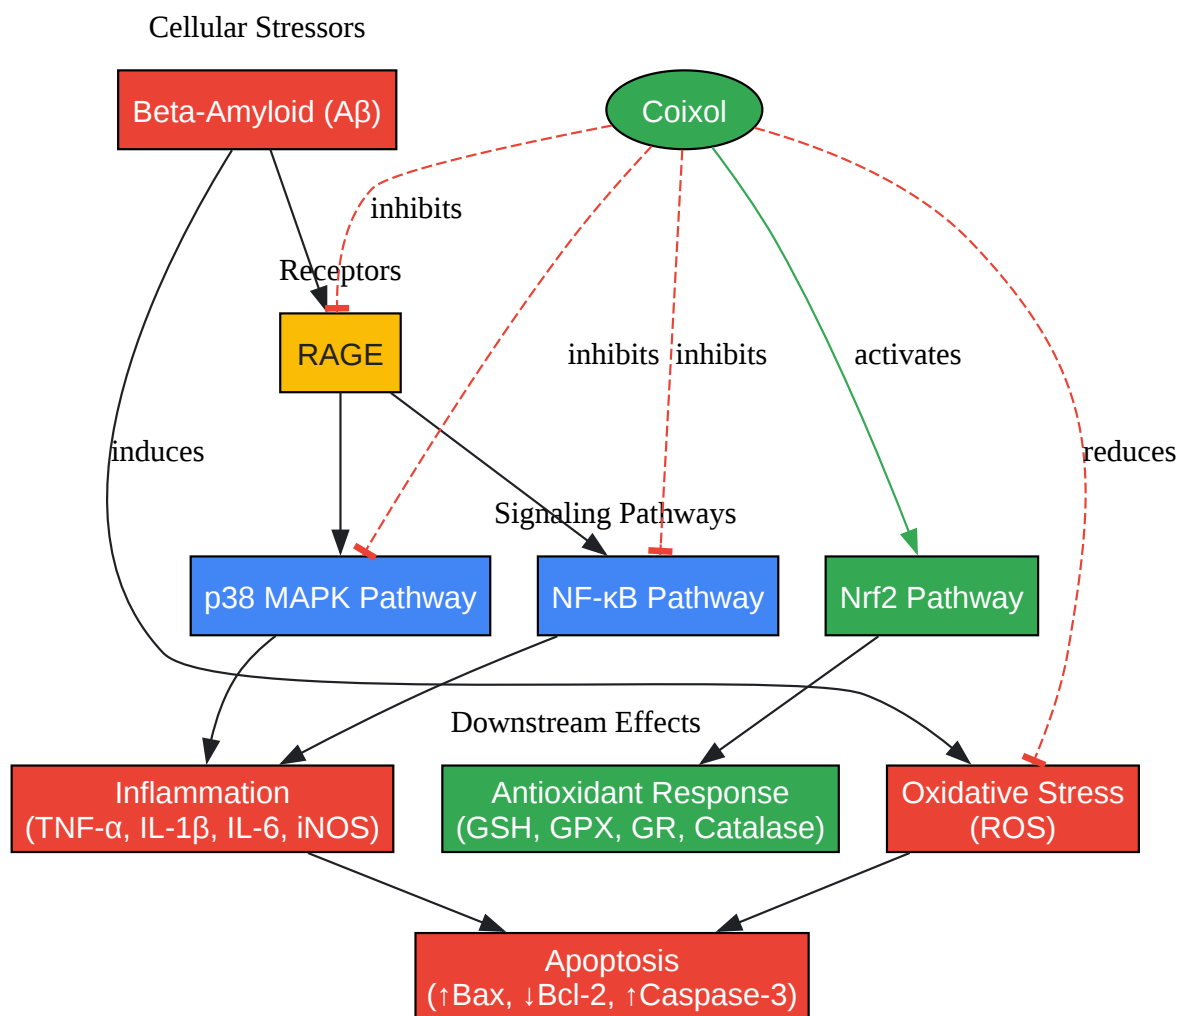 Cellular Stressors
Beta-Amyloid (Aβ)
Coixol
inhibits
Receptors
RAGE
inhibits
inhibits
activates
induces
reduces
Signaling Pathways
p38 MAPK Pathway
NF-κB Pathway
Nrf2 Pathway
Downstream Effects
Inflammation
(TNF-α, IL-1β, IL-6, iNOS)
Antioxidant Response
(GSH, GPX, GR, Catalase)
Oxidative Stress
(ROS)
Apoptosis
(↑Bax, ↓Bcl-2, ↑Caspase-3)